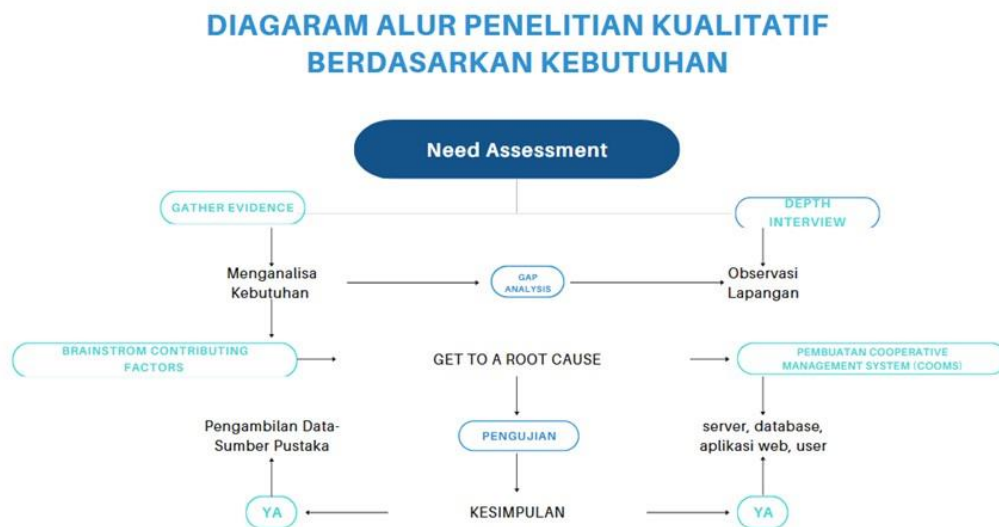 DIAGARAM ALUR PENELITIAN KUALITATIF
BERDASARKAN KEBUTUHAN
Need Assessment
GATHER EVIDENCE
DEPTH
INTERVIEW
Menganalisa
Kebutuhan
GAP
ANALYSIS
Observasi
Lapangan
BRAINSTROM CONTRIBUTING
FACTORS
GET TO A ROOT CAUSE
PEMBUATAN COOPERATIVE
MANAGEMENT SYSTEM (COOMS)
Pengambilan Data-
Sumber Pustaka
PENGUJIAN
server, database,
aplikasi web, user
YA
KESIMPULAN
YA